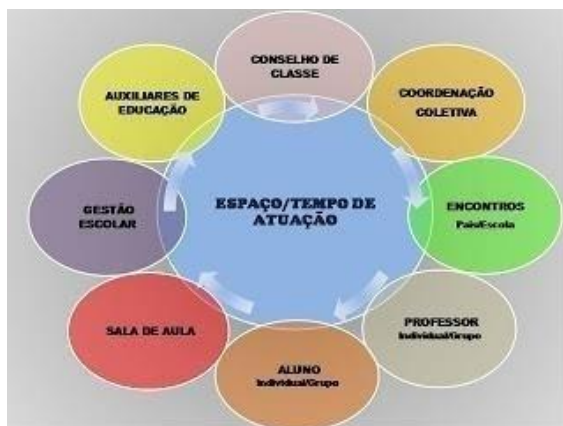 CONSELHO DE
CLASSE
COORDENAÇÃO
COLETIVA
ENCONTROS
Pais/Escola
PROFESSOR
Individual/Grupo
ALUNO
Individual/Grupo
SALA DE AULA
GESTÃO
ESCOLAR
AUXILIARES DE
EDUCAÇÃO
ESPAÇO/TEMPO DE
ATUAÇÃO